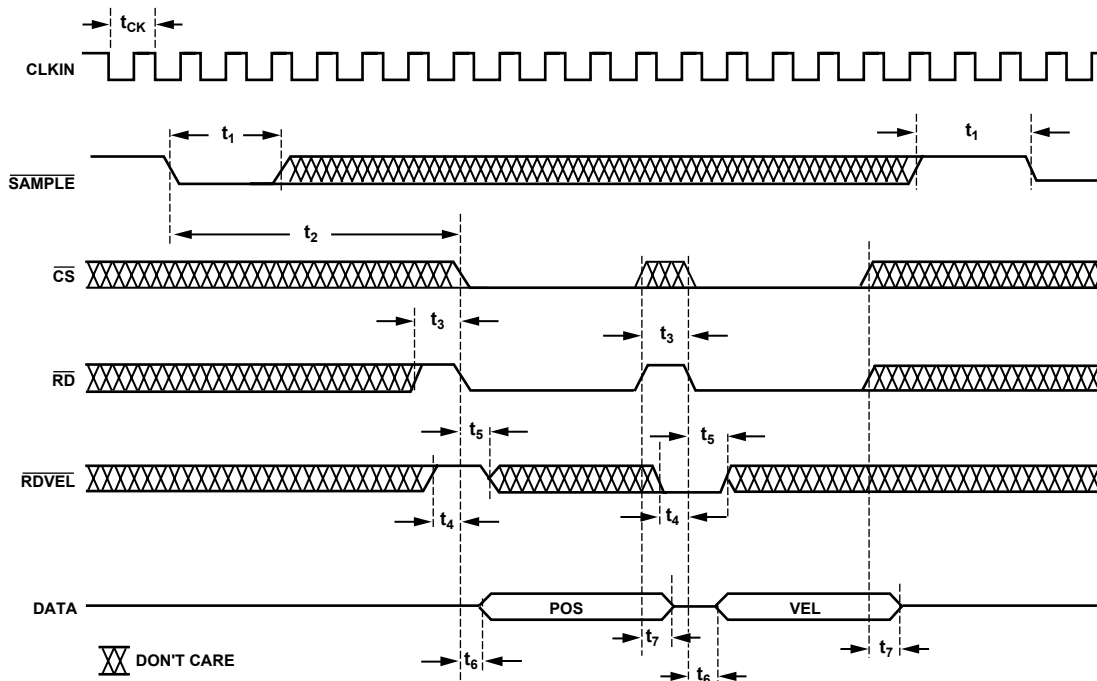 tCK
CLKIN
t1
t1
SAMPLE
t2
CS
t3
t3
RD
t5
t5
RDVEL
t4
t4
DATA
POS
VEL
t7
t7
DON'T CARE
t6
t6